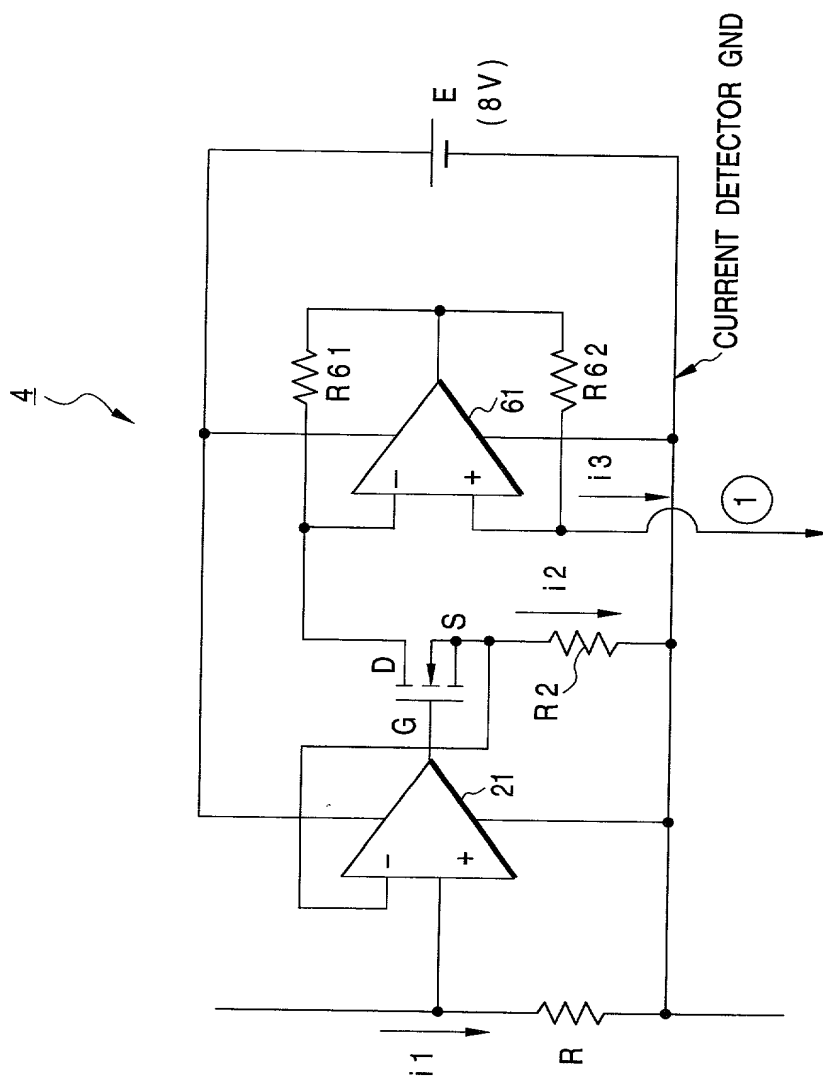 4
E
(8V)
R61
R62
61
i3
1
CURRENT DETECTOR GND
D
S
G
i2
R2
21
-
+
-
+
i1
R